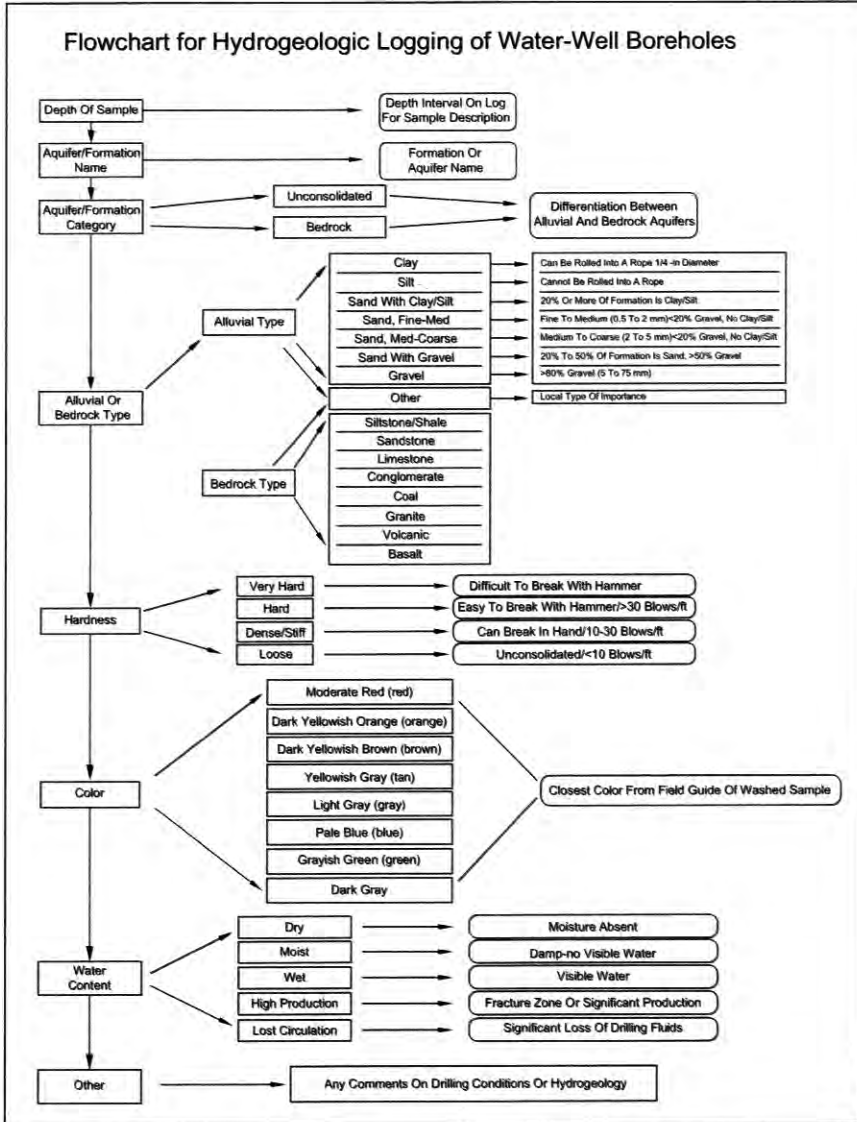 Flowchart for Hydrogeologic Logging of Water-Well Boreholes
Depth Of Sample
Depth Interval On Log
For Sample Description
Aquifer/Formation
Name
Formation Or
Aquifer Name
Aquifer/Formation
Category
Unconsolidated
Bedrock
Differentiation Between
Alluvial And Bedrock Aquifers
Alluvial Or
Bedrock Type
Alluvial Type
Clay
Can Be Rolled Into A Rope 1/4 -in Diameter
Silt
Cannot Be Rolled Into A Rope
Sand With Clay/Silt
20% Or More Of Formation Is Clay/Silt
Sand, Fine-Med
Fine To Medium (0.5 To 2 mm)<20% Gravel, No Clay/Silt
Sand, Med-Coarse
Medium To Coarse (2 To 5 mm)<20% Gravel, No Clay/Silt
Sand With Gravel
20% To 50% Of Formation Is Sand, >50% Gravel
Gravel
>80% Gravel (5 To 75 mm)
Other
Local Type Of Importance
Bedrock Type
Siltstone/Shale
Sandstone
Limestone
Conglomerate
Coal
Granite
Volcanic
Basalt
Hardness
Very Hard
Difficult To Break With Hammer
Hard
Easy To Break With Hammer/>30 Blows/ft
Dense/Stiff
Can Break In Hand/10-30 Blows/ft
Loose
Unconsolidated/<10 Blows/ft
Color
Moderate Red (red)
Dark Yellowish Orange (orange)
Dark Yellowish Brown (brown)
Yellowish Gray (tan)
Light Gray (gray)
Pale Blue (blue)
Grayish Green (green)
Dark Gray
Closest Color From Field Guide Of Washed Sample
Water
Content
Dry
Moisture Absent
Moist
Damp-no Visible Water
Wet
Visible Water
High Production
Fracture Zone Or Significant Production
Lost Circulation
Significant Loss Of Drilling Fluids
Other
Any Comments On Drilling Conditions Or Hydrogeology